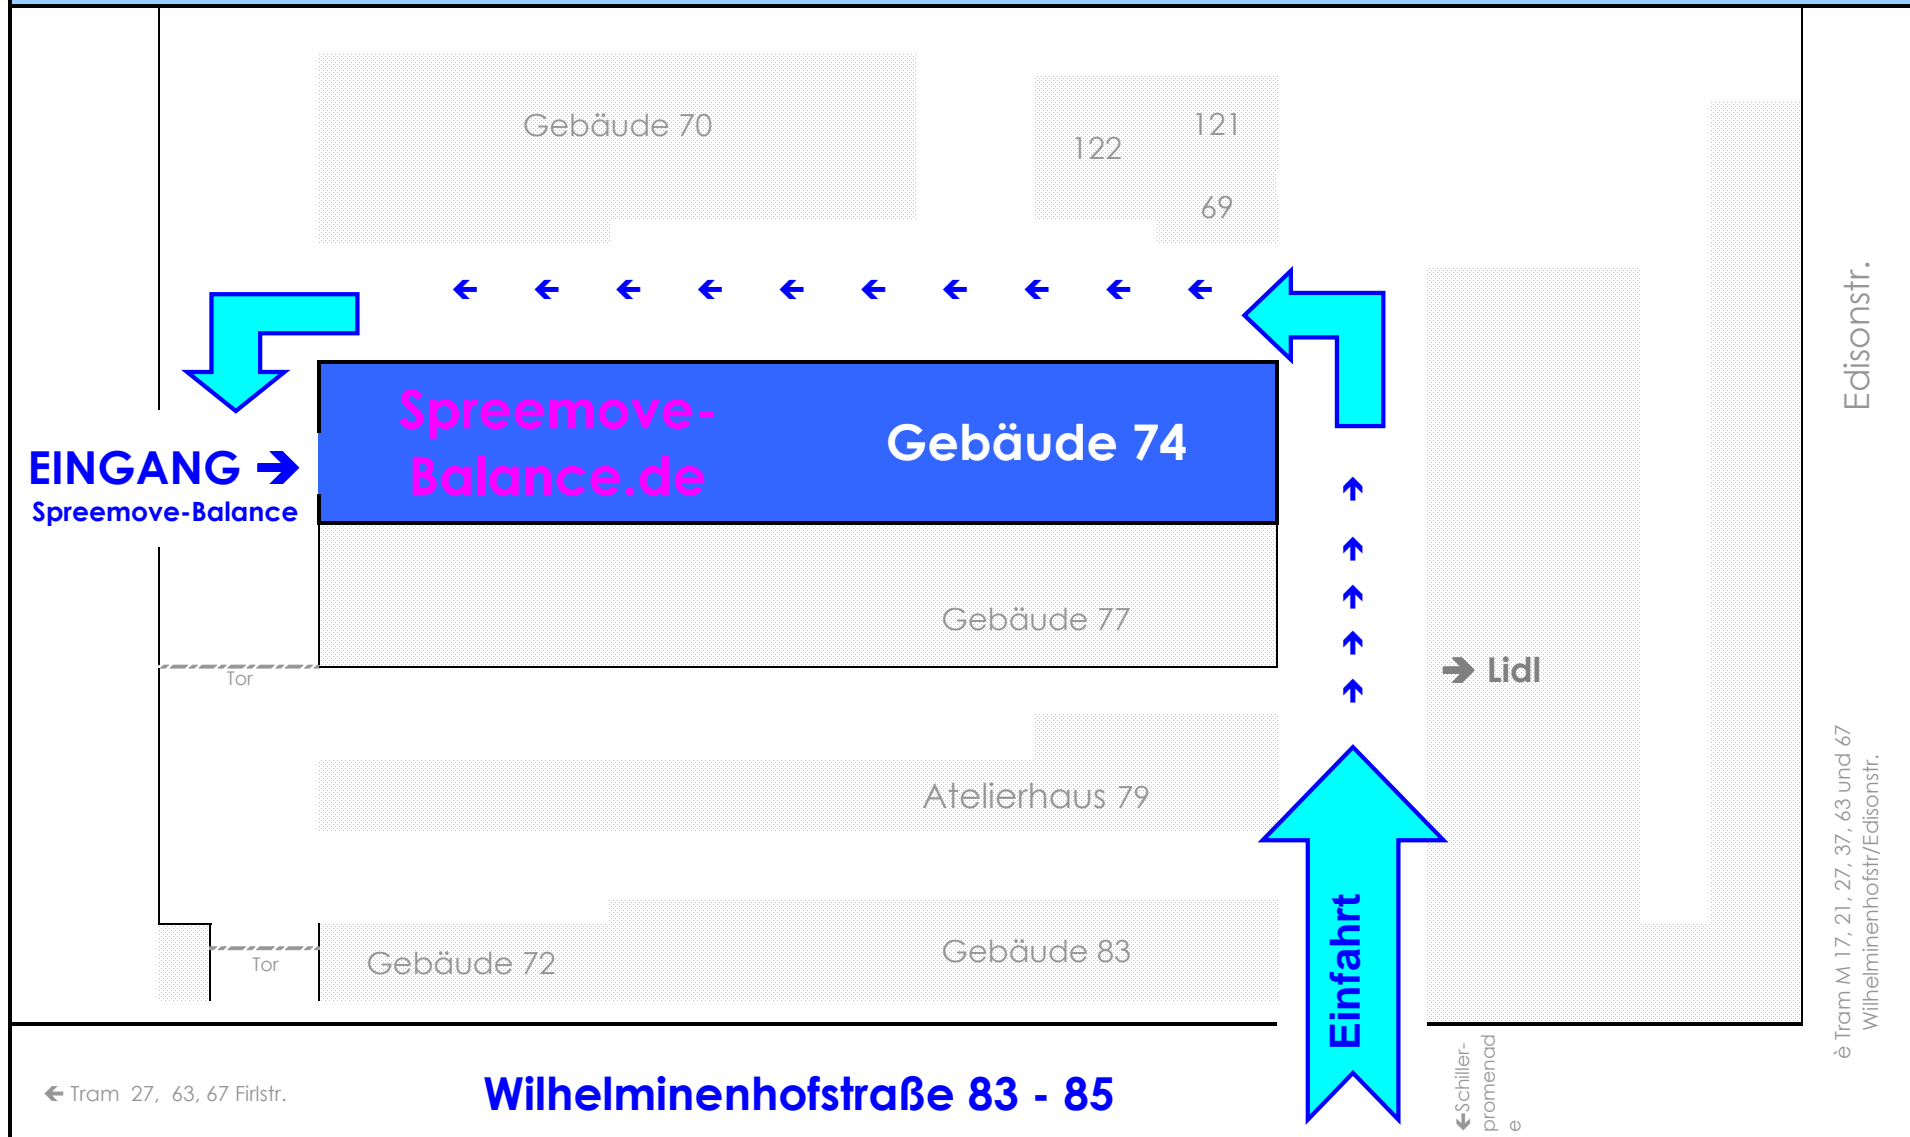 Gebäude 70
121
122
69
Edisonstr.
Spreemove-
Balance.de
Gebäude 74
EINGANG →
Spreemove-Balance
Gebäude 77
Tor
→ Lidl
Atelierhaus 79
è Tram M 17, 21, 27, 37, 63 und 67
Wilhelminenhofstr/Edisonstr.
Einfahrt
Gebäude 72
Gebäude 83
Tor
← Tram 27, 63, 67 Firlstr.
Wilhelminenhofstraße 83 - 85
←Schiller-
promenad
e